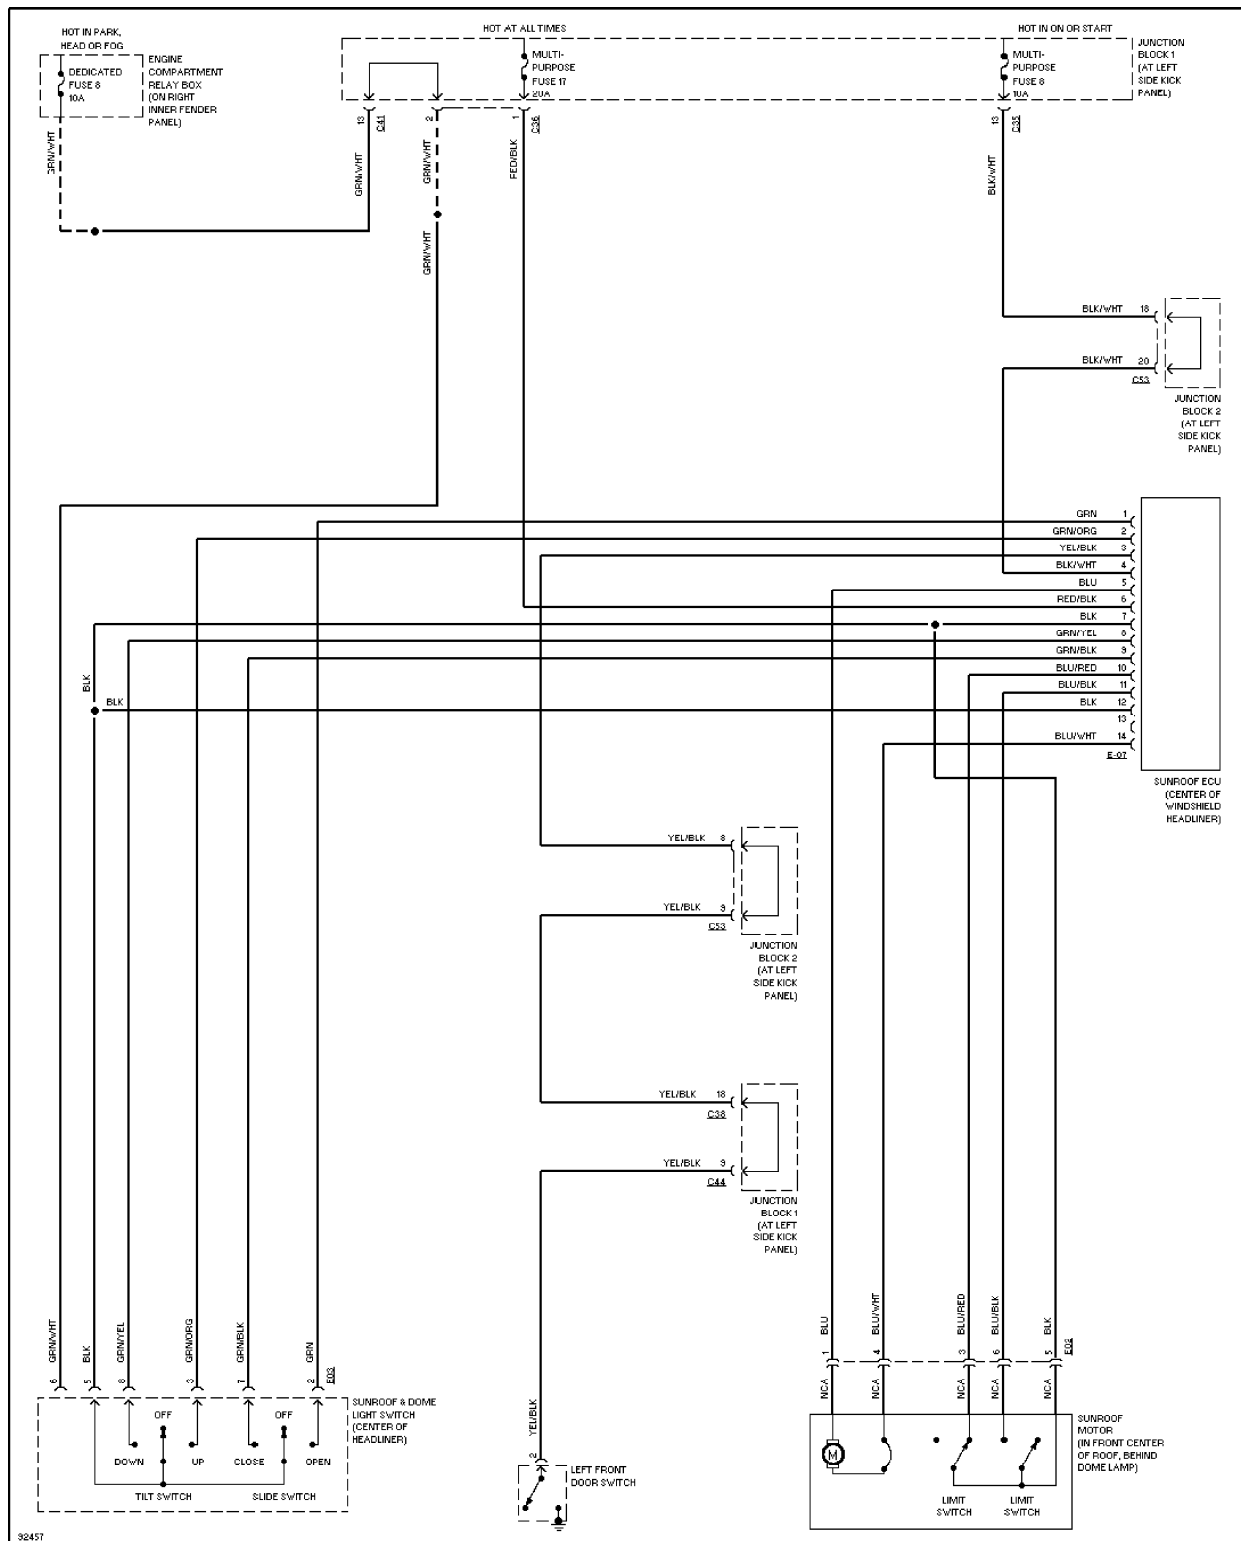 HOT IN PARK,
HEAD OR FOG
DEDICATED
FUSE 8
10A
ENGINE
COMPARTMENT
RELAY BOX
(ON RIGHT
INNER FENDER
PANEL)
HOT AT ALL TIMES
MULTI-
PURPOSE
FUSE 17
20A
HOT IN ON OR START
MULTI-
PURPOSE
FUSE 8
10A
JUNCTION
BLOCK 1
(AT LEFT
SIDE KICK
PANEL)
13
C41
2
1
C36
13
C35
GRN/WHT
GRN/WHT
GRN/WHT
RED/BLK
BLK/WHT
GRN/WHT
BLK/WHT 18
BLK/WHT 20
C53
JUNCTION
BLOCK 2
(AT LEFT
SIDE KICK
PANEL)
GRN 1
GRN/ORG 2
YEL/BLK 3
BLK/WHT 4
BLU 5
RED/BLK 6
BLK 7
GRN/YEL 8
GRN/BLK 9
BLU/RED 10
BLU/BLK 11
BLK 12
13
BLU/WHT 14
E-07
BLK
BLK
SUNROOF ECU
(CENTER OF
WINDSHIELD
HEADLINER)
YEL/BLK 8
YEL/BLK 9
C53
JUNCTION
BLOCK 2
(AT LEFT
SIDE KICK
PANEL)
YEL/BLK 18
C38
YEL/BLK 9
C44
JUNCTION
BLOCK 1
(AT LEFT
SIDE KICK
PANEL)
GRN/WHT
BLK
GRN/YEL
GRN/ORG
GRN/BLK
GRN
6
5
8
3
7
2
E03
SUNROOF & DOME
LIGHT SWITCH
(CENTER OF
HEADLINER)
OFF
OFF
DOWN
UP
CLOSE
OPEN
TILT SWITCH
SLIDE SWITCH
YEL/BLK
2
LEFT FRONT
DOOR SWITCH
BLU
BLU/WHT
BLU/RED
BLU/BLK
BLK
1
4
3
6
5
E02
NCA
NCA
NCA
NCA
NCA
M
LIMIT
SWITCH
LIMIT
SWITCH
SUNROOF
MOTOR
(IN FRONT CENTER
OF ROOF, BEHIND
DOME LAMP)
92457